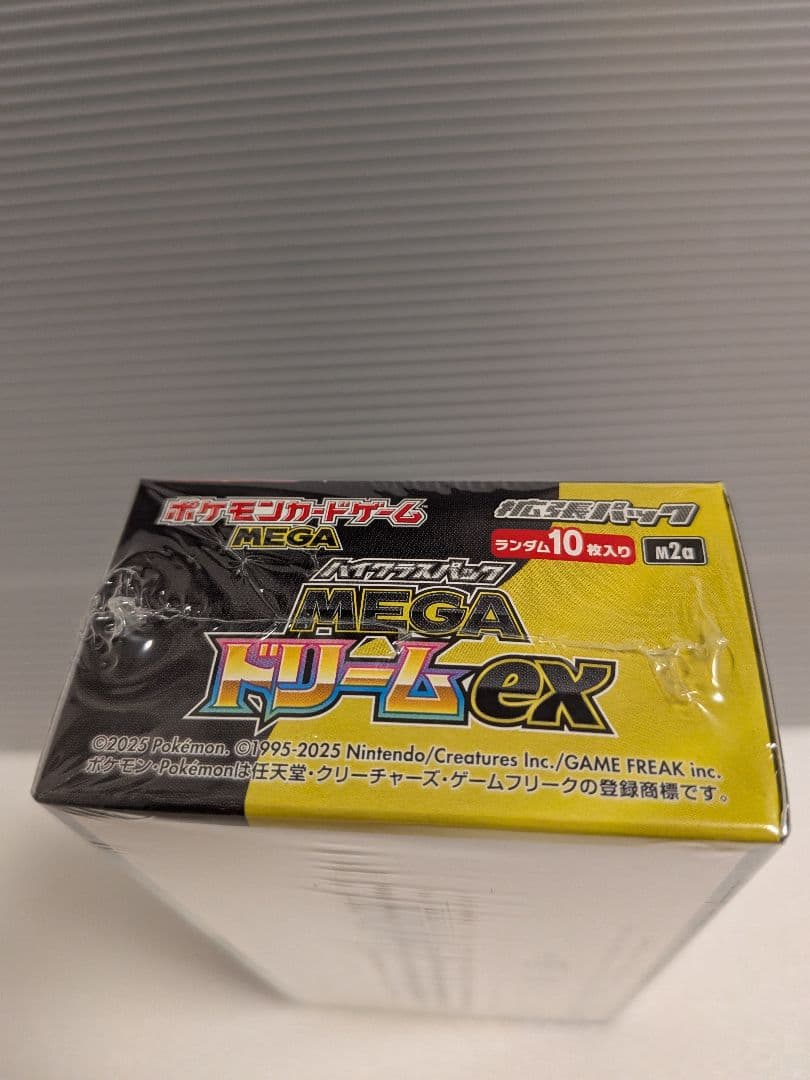 ポケモンカードゲーム
MEGA
拡張パック
ランダム10枚入り
M2a
ハイクラスパック
MEGA
ドリームex
©2025 Pokémon. ©1995-2025 Nintendo/Creatures Inc./GAME FREAK inc.
ポケモン・Pokémonは任天堂・クリーチャーズ・ゲームフリークの登録商標です。